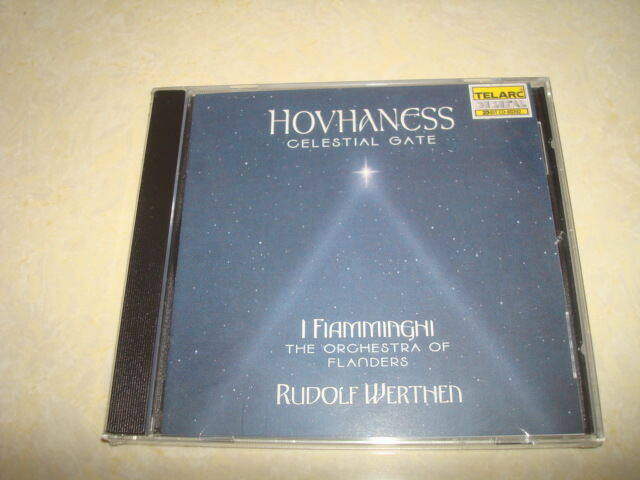 HOVHANESS
CELESTIAL GATE
TELARC
DIGITAL
I FIAMMINGHI
THE ORCHESTRA OF
FLANDERS
RUDOLF WERTHEN